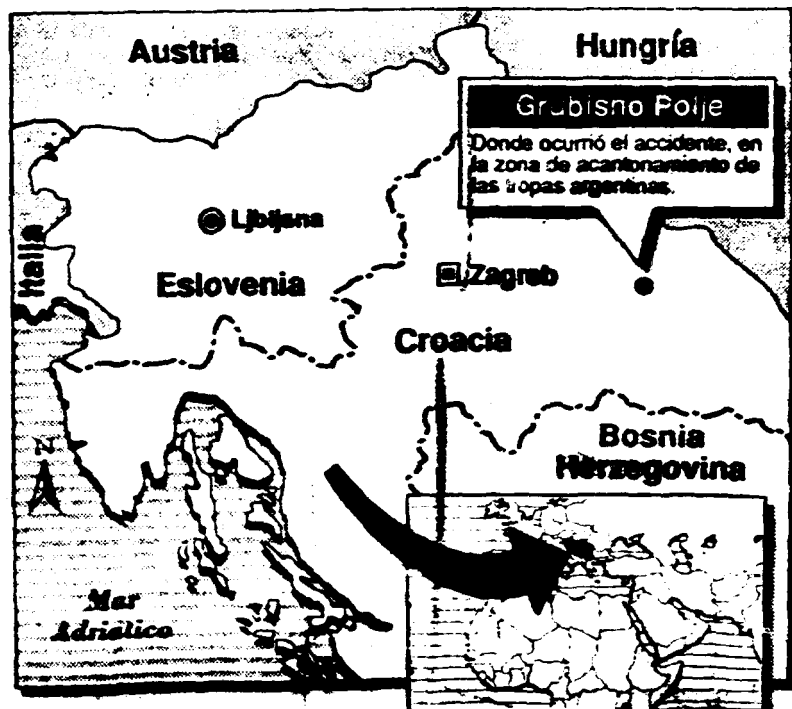 Austria
Hungría
Grubisno Polje
Donde ocurrió el accidente, en
la zona de acantonamiento de
las tropas argentinas.
Italia
Ljbljana
Eslovenia
Zagreb
Croacia
Bosnia
Herzegovina
N
Mar
Adriático